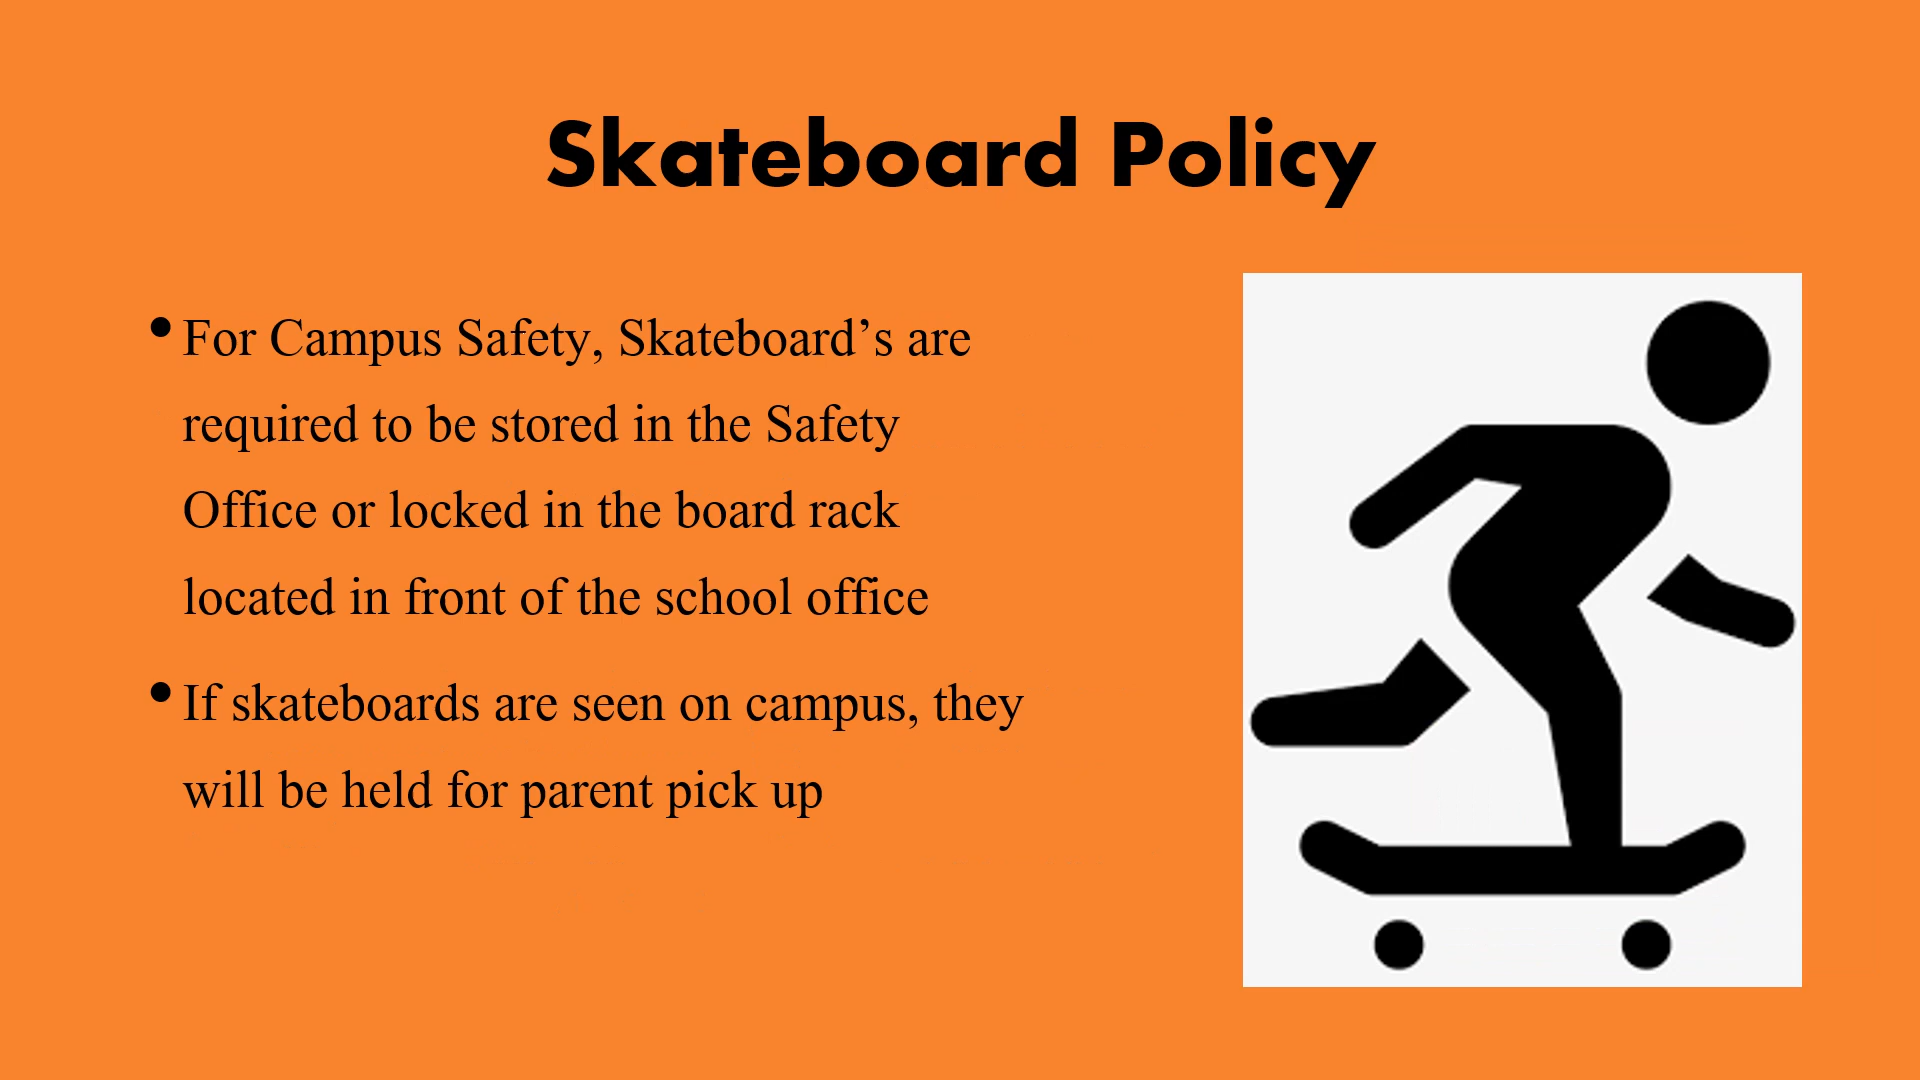 Skateboard Policy
• For Campus Safety, Skateboard’s are
required to be stored in the Safety
Office or locked in the board rack
located in front of the school office
• If skateboards are seen on campus, they
will be held for parent pick up